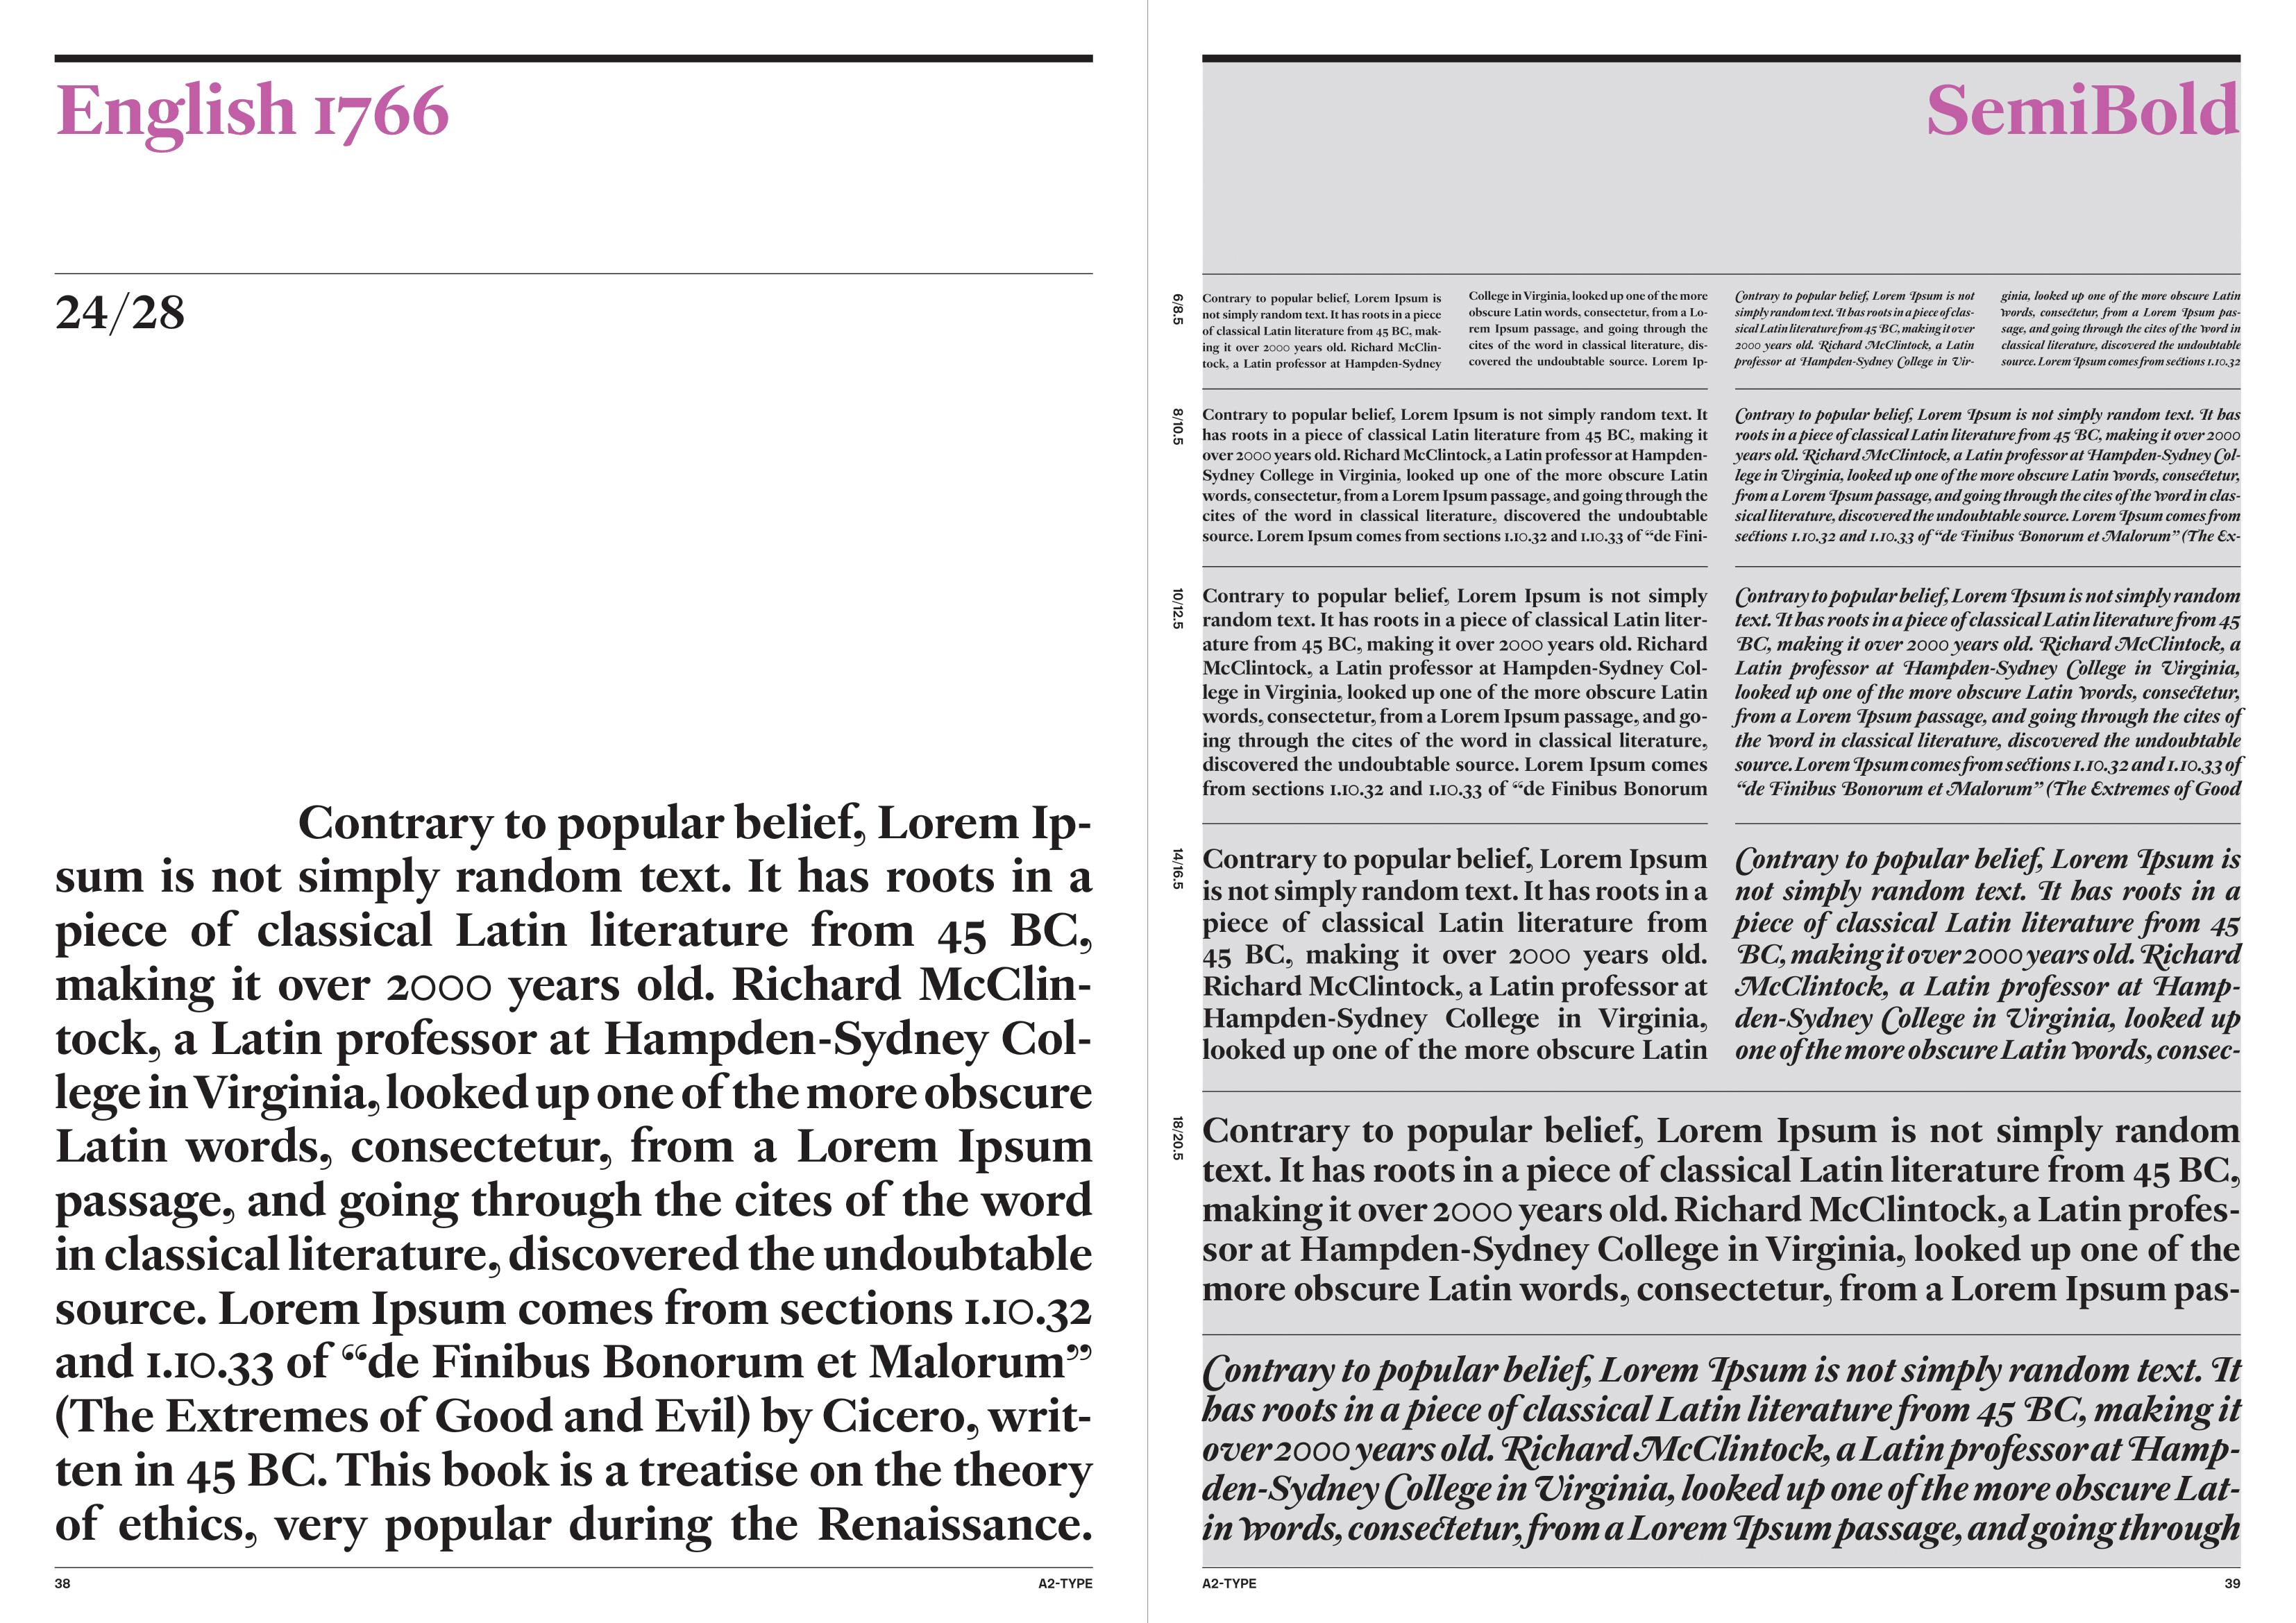 English 1766
24/28
Contrary to popular belief, Lorem Ip-
sum is not simply random text. It has roots in a
piece of classical Latin literature from 45 BC,
making it over 2000 years old. Richard McClin-
tock, a Latin professor at Hampden-Sydney Col-
lege in Virginia, looked up one of the more obscure
Latin words, consectetur, from a Lorem Ipsum
passage, and going through the cites of the word
in classical literature, discovered the undoubtable
source. Lorem Ipsum comes from sections 1.10.32
and 1.10.33 of “de Finibus Bonorum et Malorum”
(The Extremes of Good and Evil) by Cicero, writ-
ten in 45 BC. This book is a treatise on the theory
of ethics, very popular during the Renaissance.
38
A2-TYPE
SemiBold
6/8.5
Contrary to popular belief, Lorem Ipsum is
not simply random text. It has roots in a piece
of classical Latin literature from 45 BC, mak-
ing it over 2000 years old. Richard McClin-
tock, a Latin professor at Hampden-Sydney
College in Virginia, looked up one of the more
obscure Latin words, consectetur, from a Lo-
rem Ipsum passage, and going through the
cites of the word in classical literature, dis-
covered the undoubtable source. Lorem Ip-
Contrary to popular belief, Lorem Ipsum is not
simply random text. It has roots in a piece of clas-
sical Latin literature from 45 BC, making it over
2000 years old. Richard McClintock, a Latin
professor at Hampden-Sydney College in Vir-
ginia, looked up one of the more obscure Latin
words, consectetur, from a Lorem Ipsum pas-
sage, and going through the cites of the word in
classical literature, discovered the undoubtable
source. Lorem Ipsum comes from sections 1.10.32
8/10.5
Contrary to popular belief, Lorem Ipsum is not simply random text. It
has roots in a piece of classical Latin literature from 45 BC, making it
over 2000 years old. Richard McClintock, a Latin professor at Hampden-
Sydney College in Virginia, looked up one of the more obscure Latin
words, consectetur, from a Lorem Ipsum passage, and going through the
cites of the word in classical literature, discovered the undoubtable
source. Lorem Ipsum comes from sections 1.10.32 and 1.10.33 of “de Fini-
Contrary to popular belief, Lorem Ipsum is not simply random text. It has
roots in a piece of classical Latin literature from 45 BC, making it over 2000
years old. Richard McClintock, a Latin professor at Hampden-Sydney Col-
lege in Virginia, looked up one of the more obscure Latin words, consectetur,
from a Lorem Ipsum passage, and going through the cites of the word in clas-
sical literature, discovered the undoubtable source. Lorem Ipsum comes from
sections 1.10.32 and 1.10.33 of “de Finibus Bonorum et Malorum” (The Ex-
10/12.5
Contrary to popular belief, Lorem Ipsum is not simply
random text. It has roots in a piece of classical Latin liter-
ature from 45 BC, making it over 2000 years old. Richard
McClintock, a Latin professor at Hampden-Sydney Col-
lege in Virginia, looked up one of the more obscure Latin
words, consectetur, from a Lorem Ipsum passage, and go-
ing through the cites of the word in classical literature,
discovered the undoubtable source. Lorem Ipsum comes
from sections 1.10.32 and 1.10.33 of “de Finibus Bonorum
Contrary to popular belief, Lorem Ipsum is not simply random
text. It has roots in a piece of classical Latin literature from 45
BC, making it over 2000 years old. Richard McClintock, a
Latin professor at Hampden-Sydney College in Virginia,
looked up one of the more obscure Latin words, consectetur,
from a Lorem Ipsum passage, and going through the cites of
the word in classical literature, discovered the undoubtable
source. Lorem Ipsum comes from sections 1.10.32 and 1.10.33 of
“de Finibus Bonorum et Malorum” (The Extremes of Good
14/16.5
Contrary to popular belief, Lorem Ipsum
is not simply random text. It has roots in a
piece of classical Latin literature from
45 BC, making it over 2000 years old.
Richard McClintock, a Latin professor at
Hampden-Sydney College in Virginia,
looked up one of the more obscure Latin
Contrary to popular belief, Lorem Ipsum is
not simply random text. It has roots in a
piece of classical Latin literature from 45
BC, making it over 2000 years old. Richard
McClintock, a Latin professor at Hamp-
den-Sydney College in Virginia, looked up
one of the more obscure Latin words, consec-
18/20.5
Contrary to popular belief, Lorem Ipsum is not simply random
text. It has roots in a piece of classical Latin literature from 45 BC,
making it over 2000 years old. Richard McClintock, a Latin profes-
sor at Hampden-Sydney College in Virginia, looked up one of the
more obscure Latin words, consectetur, from a Lorem Ipsum pas-
Contrary to popular belief, Lorem Ipsum is not simply random text. It
has roots in a piece of classical Latin literature from 45 BC, making it
over 2000 years old. Richard McClintock, a Latin professor at Hamp-
den-Sydney College in Virginia, looked up one of the more obscure Lat-
in words, consectetur, from a Lorem Ipsum passage, and going through
A2-TYPE
39